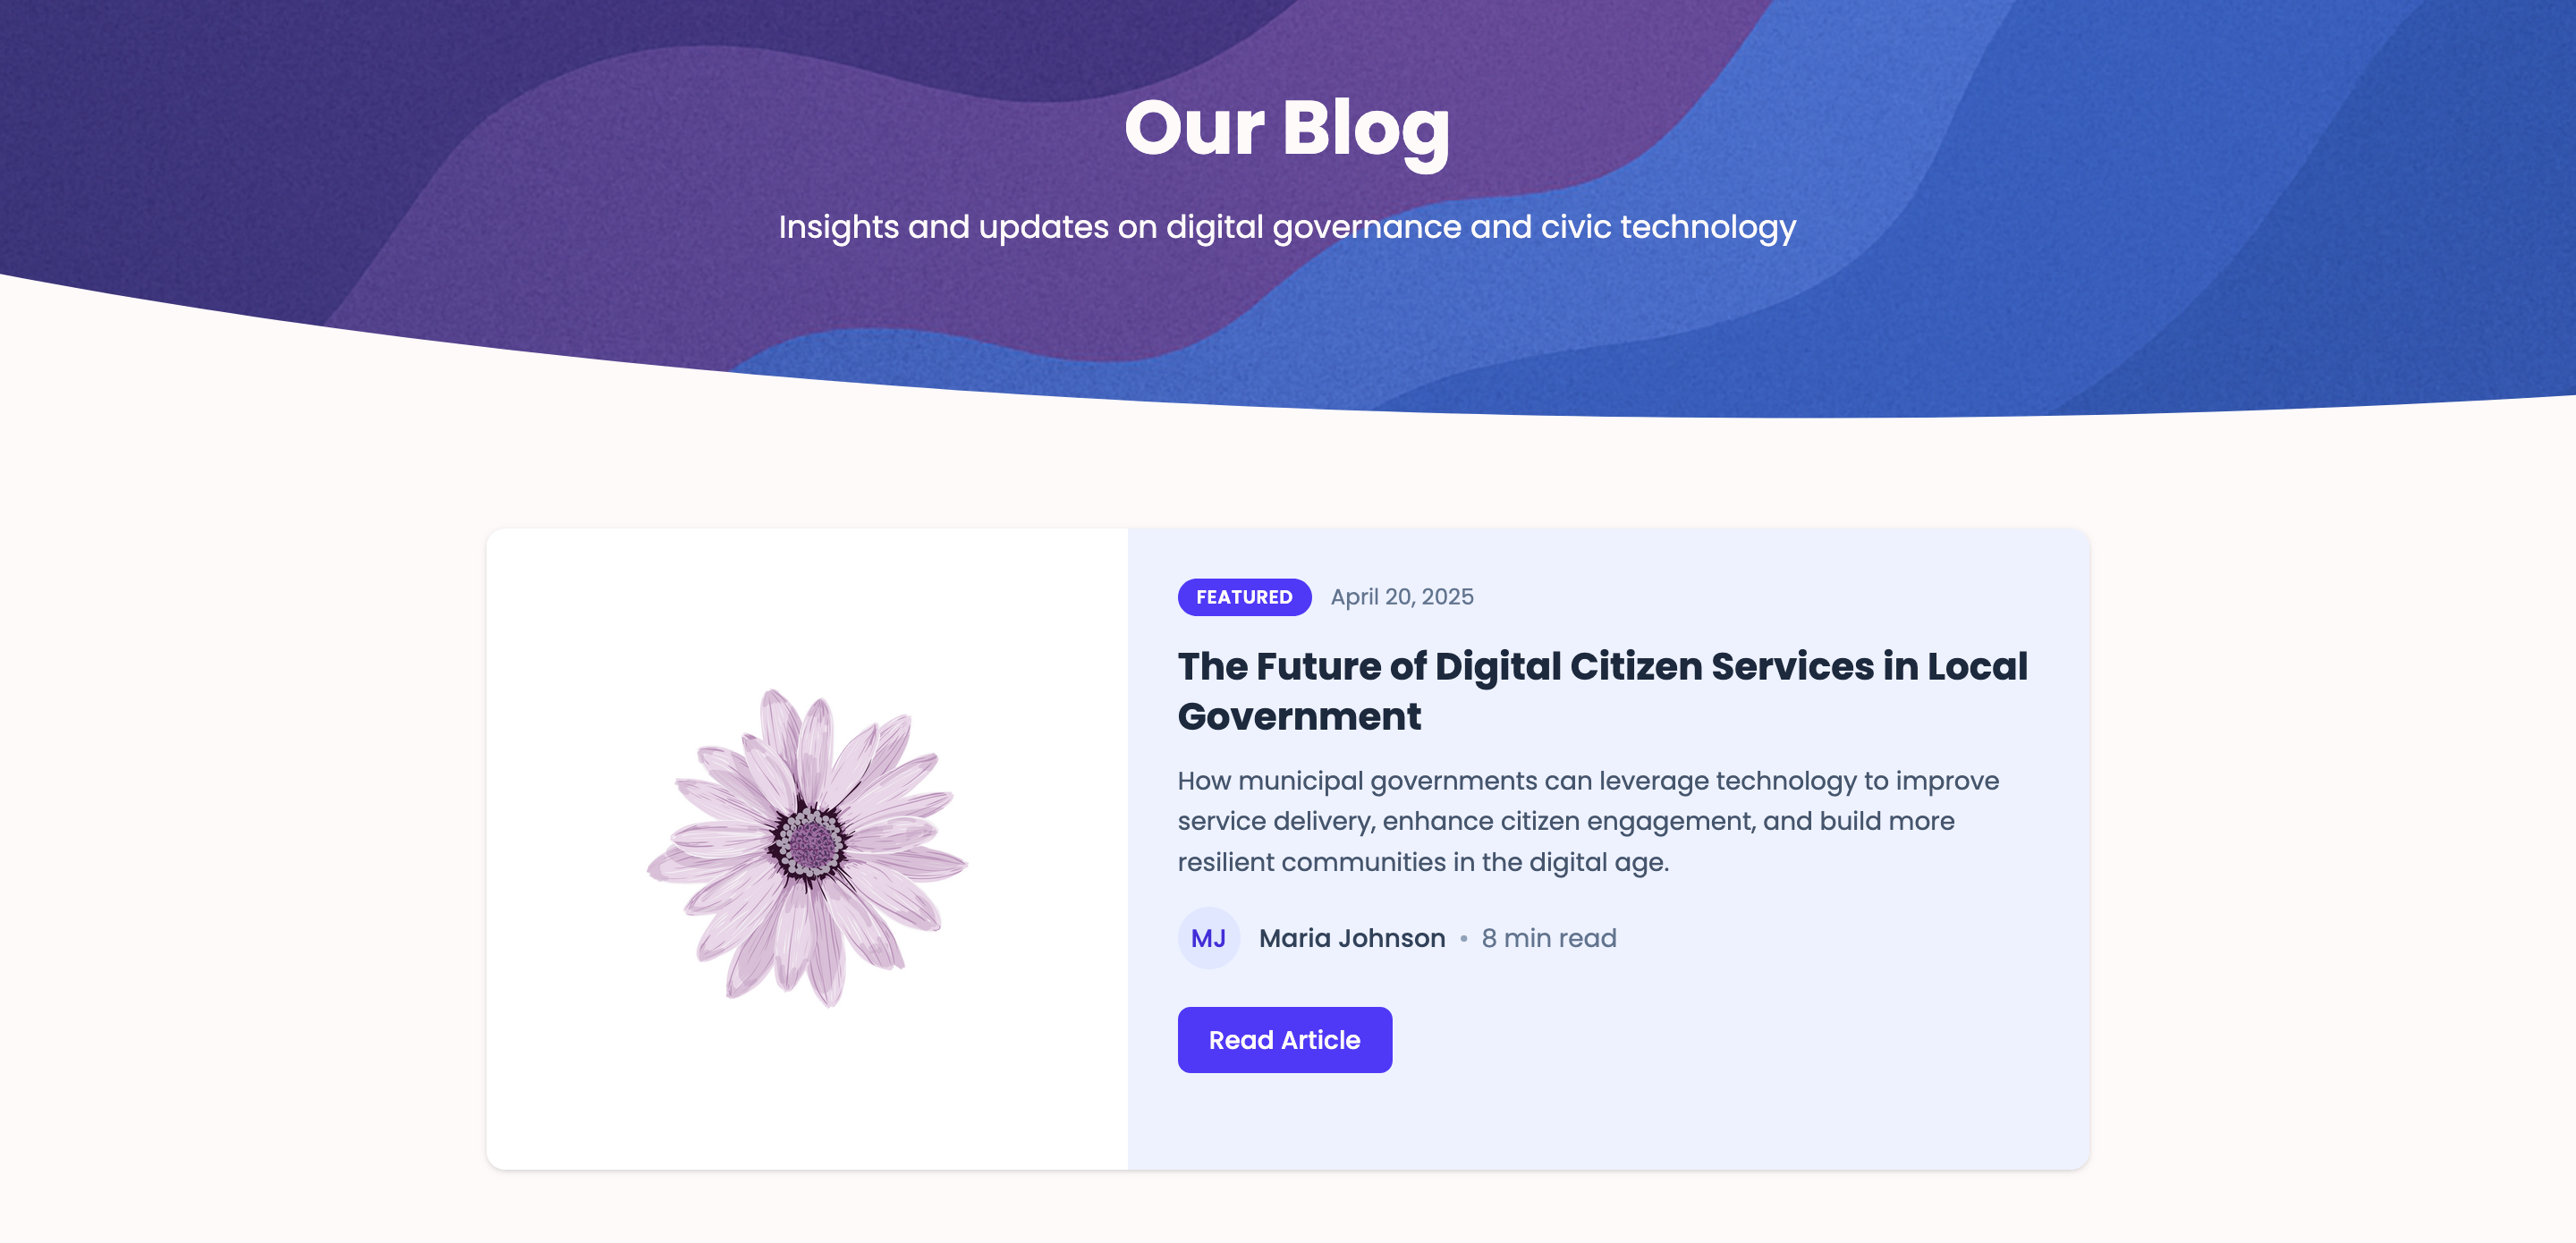 Our Blog
Insights and updates on digital governance and civic technology
FEATURED April 20, 2025
The Future of Digital Citizen Services in Local
Government
How municipal governments can leverage technology to improve
service delivery, enhance citizen engagement, and build more
resilient communities in the digital age.
MJ Maria Johnson • 8 min read
Read Article